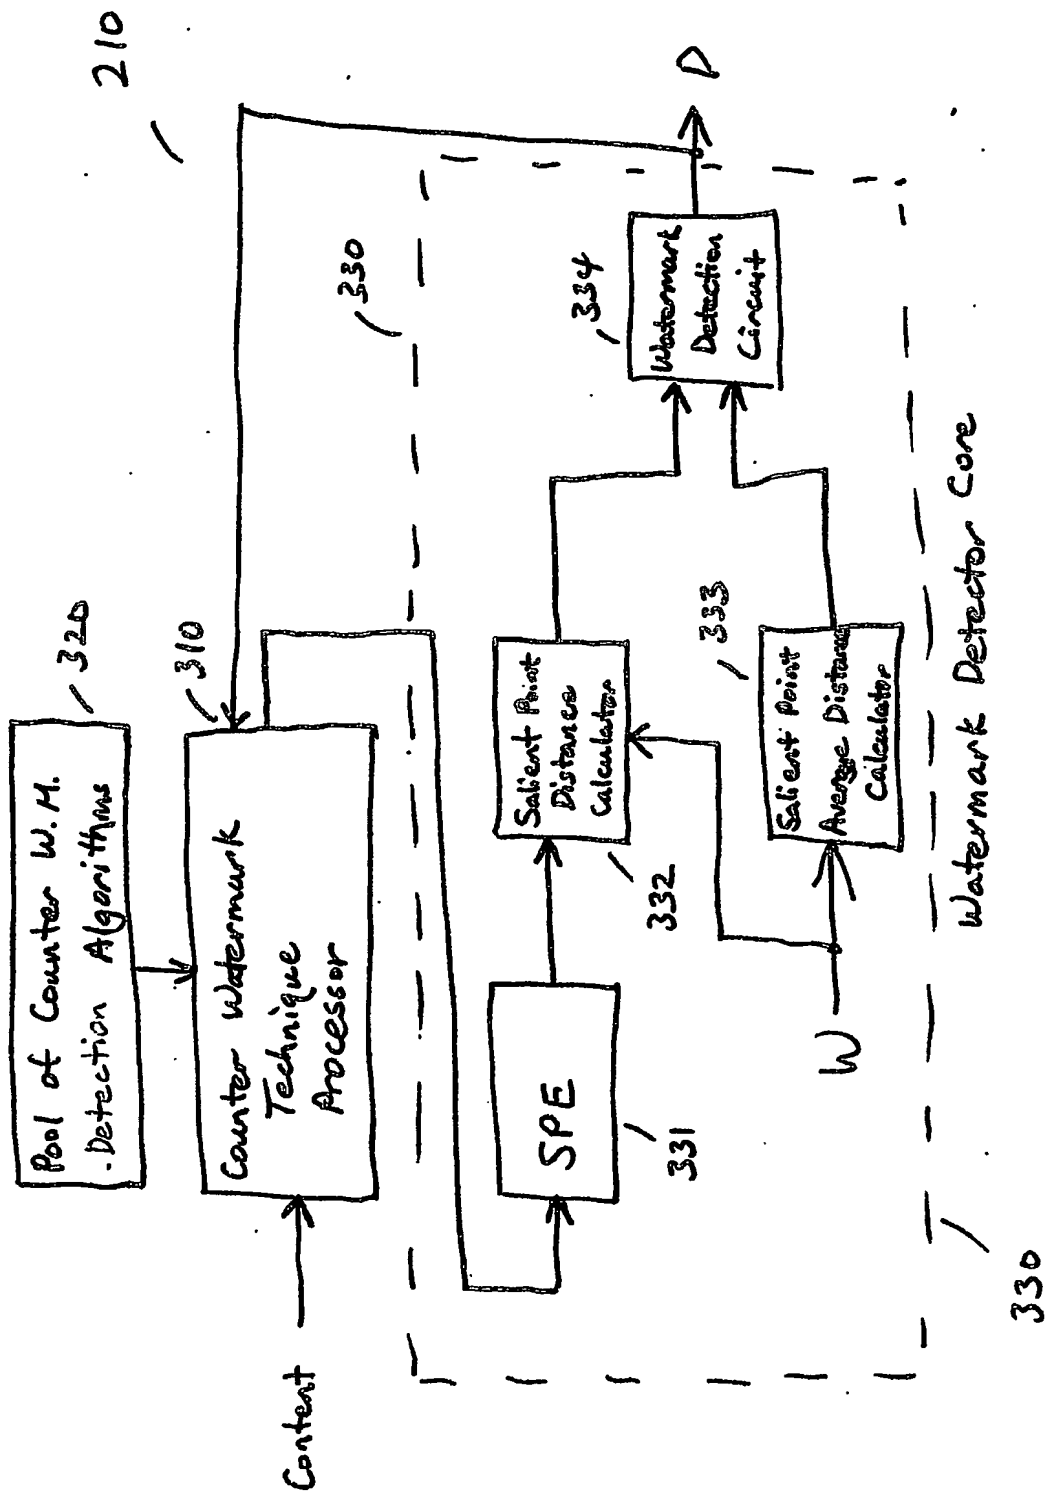 210
Pool of Counter W. M.
Detection Algorithms
320
Content
Counter Watermark
Technique
Processor
310
330
SPE
331
Salient Point
Distance
Calculator
332
Watermark
Detection
Circuit
334
D
W
Salient Point
Average Distance
Calculator
333
Watermark Detector Core
330